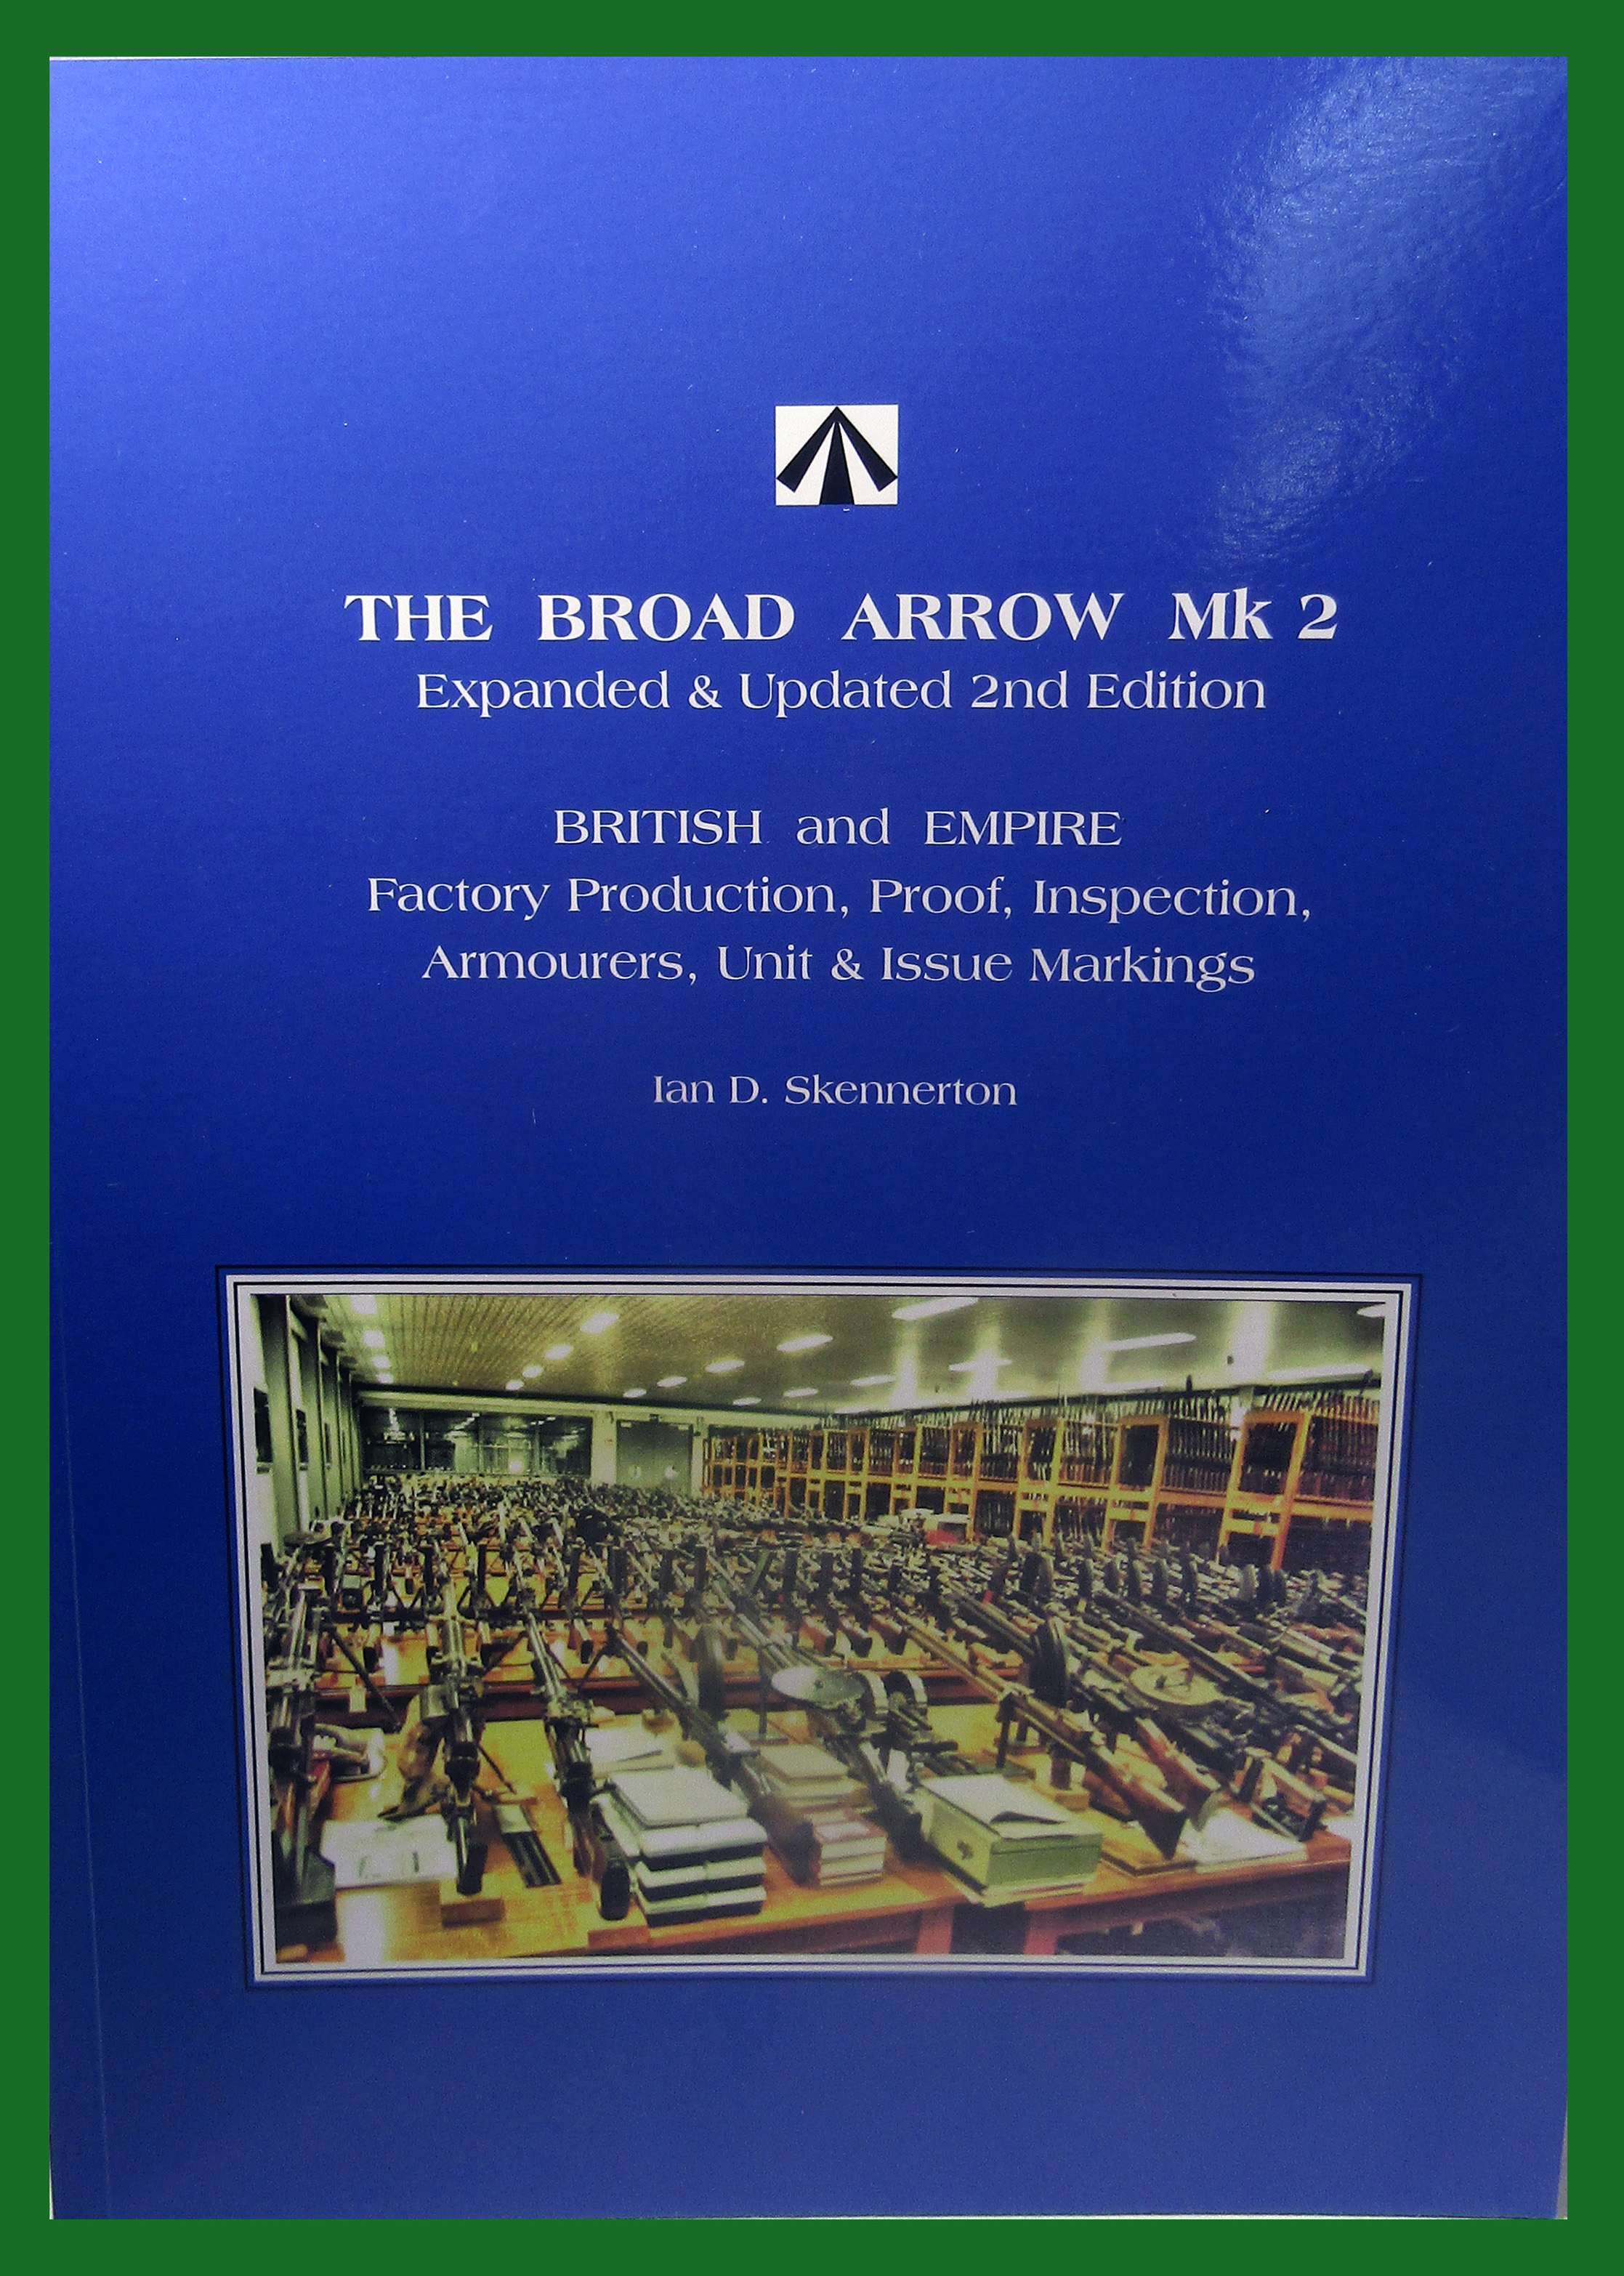 THE BROAD ARROW Mk 2
Expanded & Updated 2nd Edition
BRITISH and EMPIRE
Factory Production, Proof, Inspection,
Armourers, Unit & Issue Markings
Ian D. Skennerton